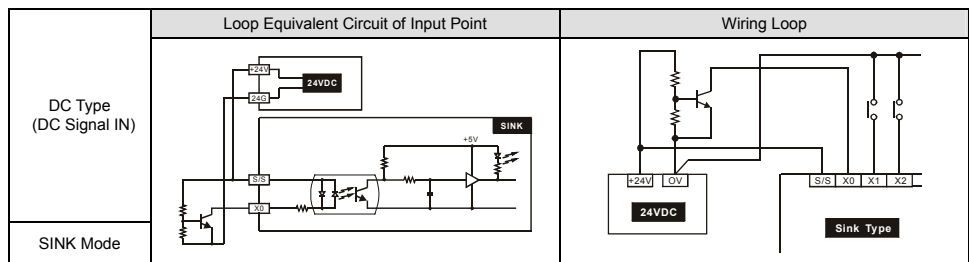 Loop Equivalent Circuit of Input Point
Wiring Loop
DC Type
(DC Signal IN)
SINK Mode
+24V
24G
24VDC
SINK
+5V
S/S
X0
+24V
OV
24VDC
S/S
X0
X1
X2
Sink Type